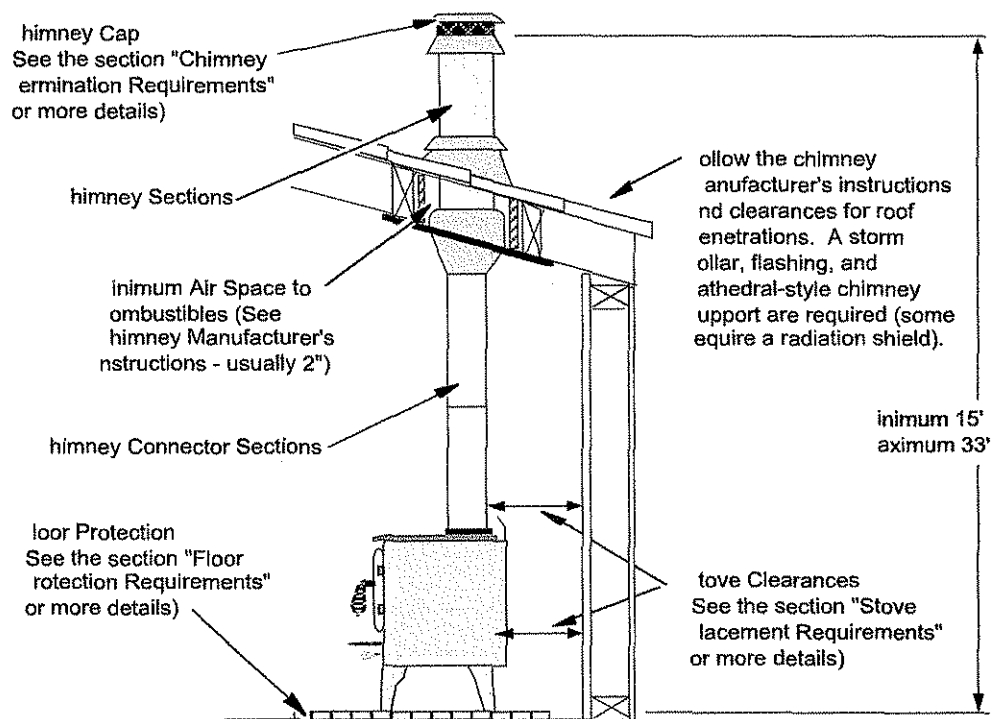 himney Cap
See the section "Chimney
ermination Requirements"
or more details)
himney Sections
inimum Air Space to
ombustibles (See
himney Manufacturer's
nstructions - usually 2")
himney Connector Sections
loor Protection
See the section "Floor
rotection Requirements"
or more details)
ollow the chimney
anufacturer's instructions
nd clearances for roof
enetrations. A storm
ollar, flashing, and
athedral-style chimney
upport are required (some
equire a radiation shield).
inimum 15'
aximum 33'
tove Clearances
See the section "Stove
lacement Requirements"
or more details)